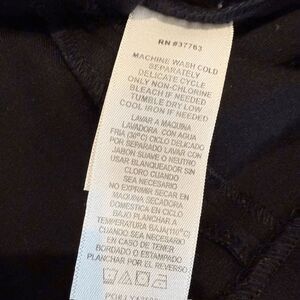 RN #37763
MACHINE WASH COLD
SEPARATELY
DELICATE CYCLE
ONLY NON-CHLORINE
BLEACH IF NEEDED
TUMBLE DRY LOW
COOL IRON IF NEEDED
LAVAR A MAQUINA
LAVADORA CON AGUA
FRIA (30°C) CICLO DELICADO
POR SEPARADO LAVAR CON
JABON SUAVE O NEUTRO
USAR BLANQUEADOR SIN
CLORO CUANDO
SEA NECESARIO
NO EXPRIMIR SECAR EN
MAQUINA SECADORA
DOMESTICA EN CICLO
BAJO PLANCHAR A
TEMPERATURA BAJA(110°C)
CUANDO SEA NECESARIO
EN CASO DE TENER
BORDADO O ESTAMPADO
PLANCHAR POR EL REVERSO